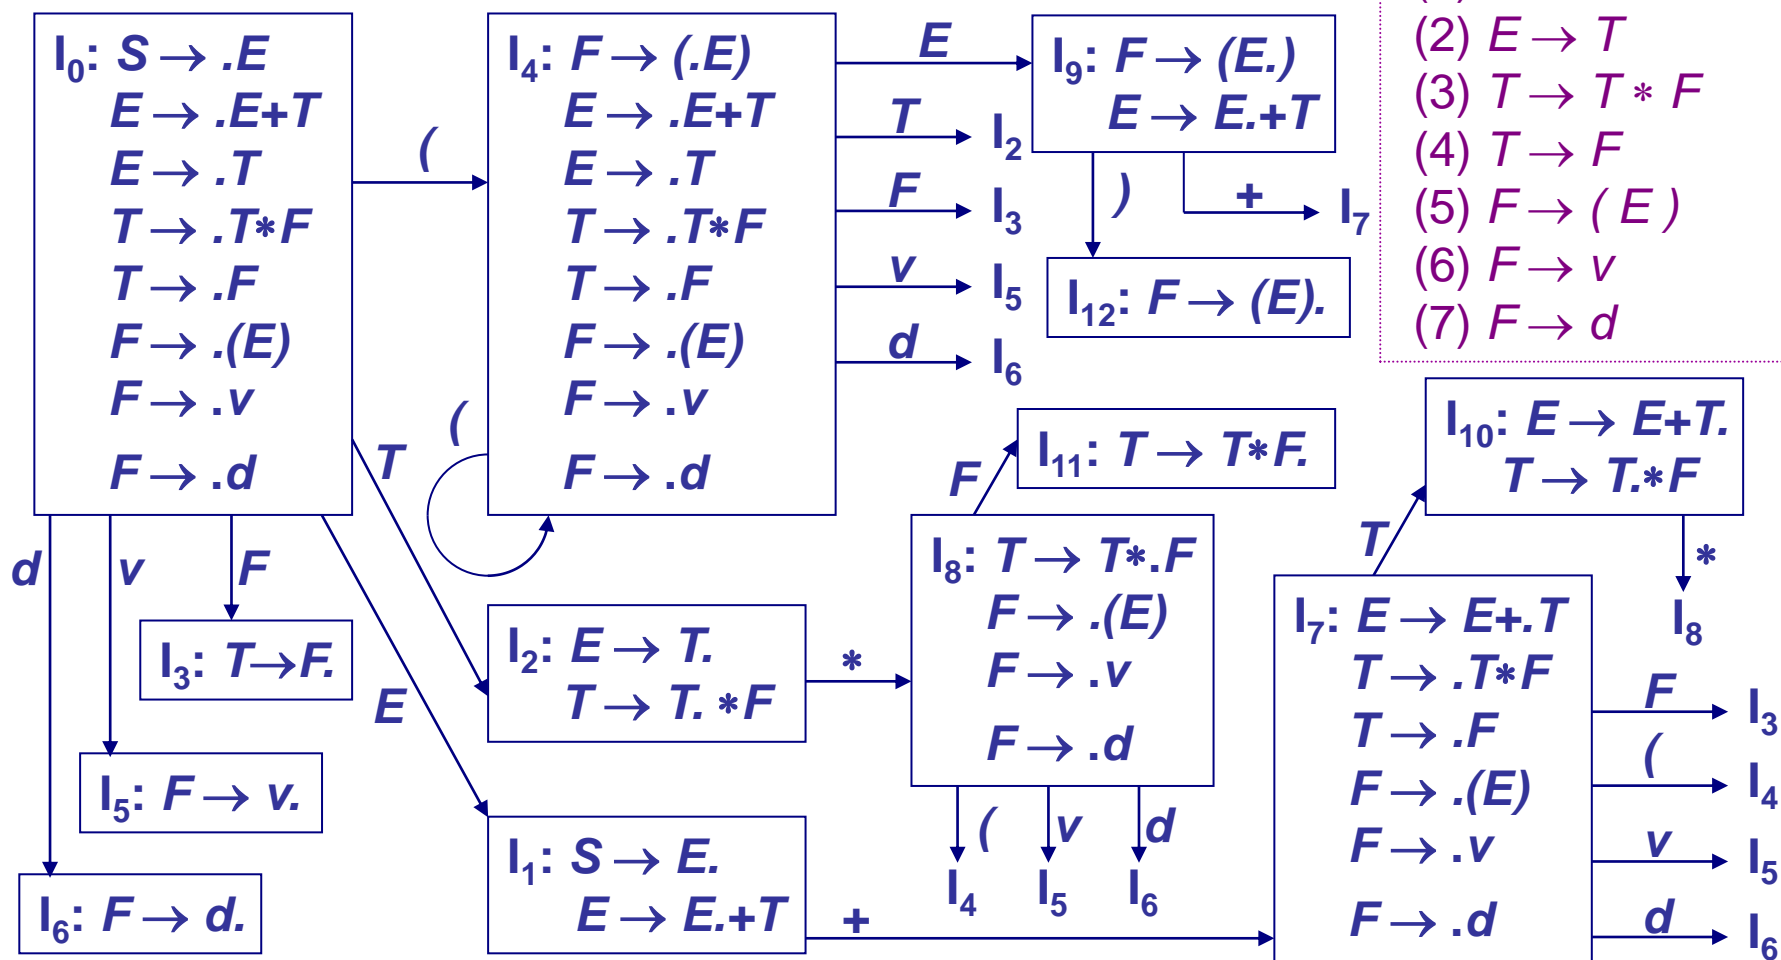 I0: S → .E
E → .E+T
E → .T
T → .T*F
T → .F
F → .(E)
F → .v
F → .d
(
I4: F → (.E)
E → .E+T
E → .T
T → .T*F
T → .F
F → .(E)
F → .v
F → .d
(
E
T
I2
F
I3
v
I5
d
I6
I9: F → (E.)
E → E.+T
)
+
I7
I12: F → (E).
(2) E → T
(3) T → T * F
(4) T → F
(5) F → ( E )
(6) F → v
(7) F → d
d
v
F
T
E
I3: T→F.
I5: F → v.
I6: F → d.
I2: E → T.
T → T. *F
*
I1: S → E.
E → E.+T
+
F
I11: T → T*F.
I8: T → T*.F
F → .(E)
F → .v
F → .d
(
v
d
I4
I5
I6
T
I10: E → E+T.
T → T.*F
*
I8
I7: E → E+.T
T → .T*F
T → .F
F → .(E)
F → .v
F → .d
F
I3
(
I4
v
I5
d
I6